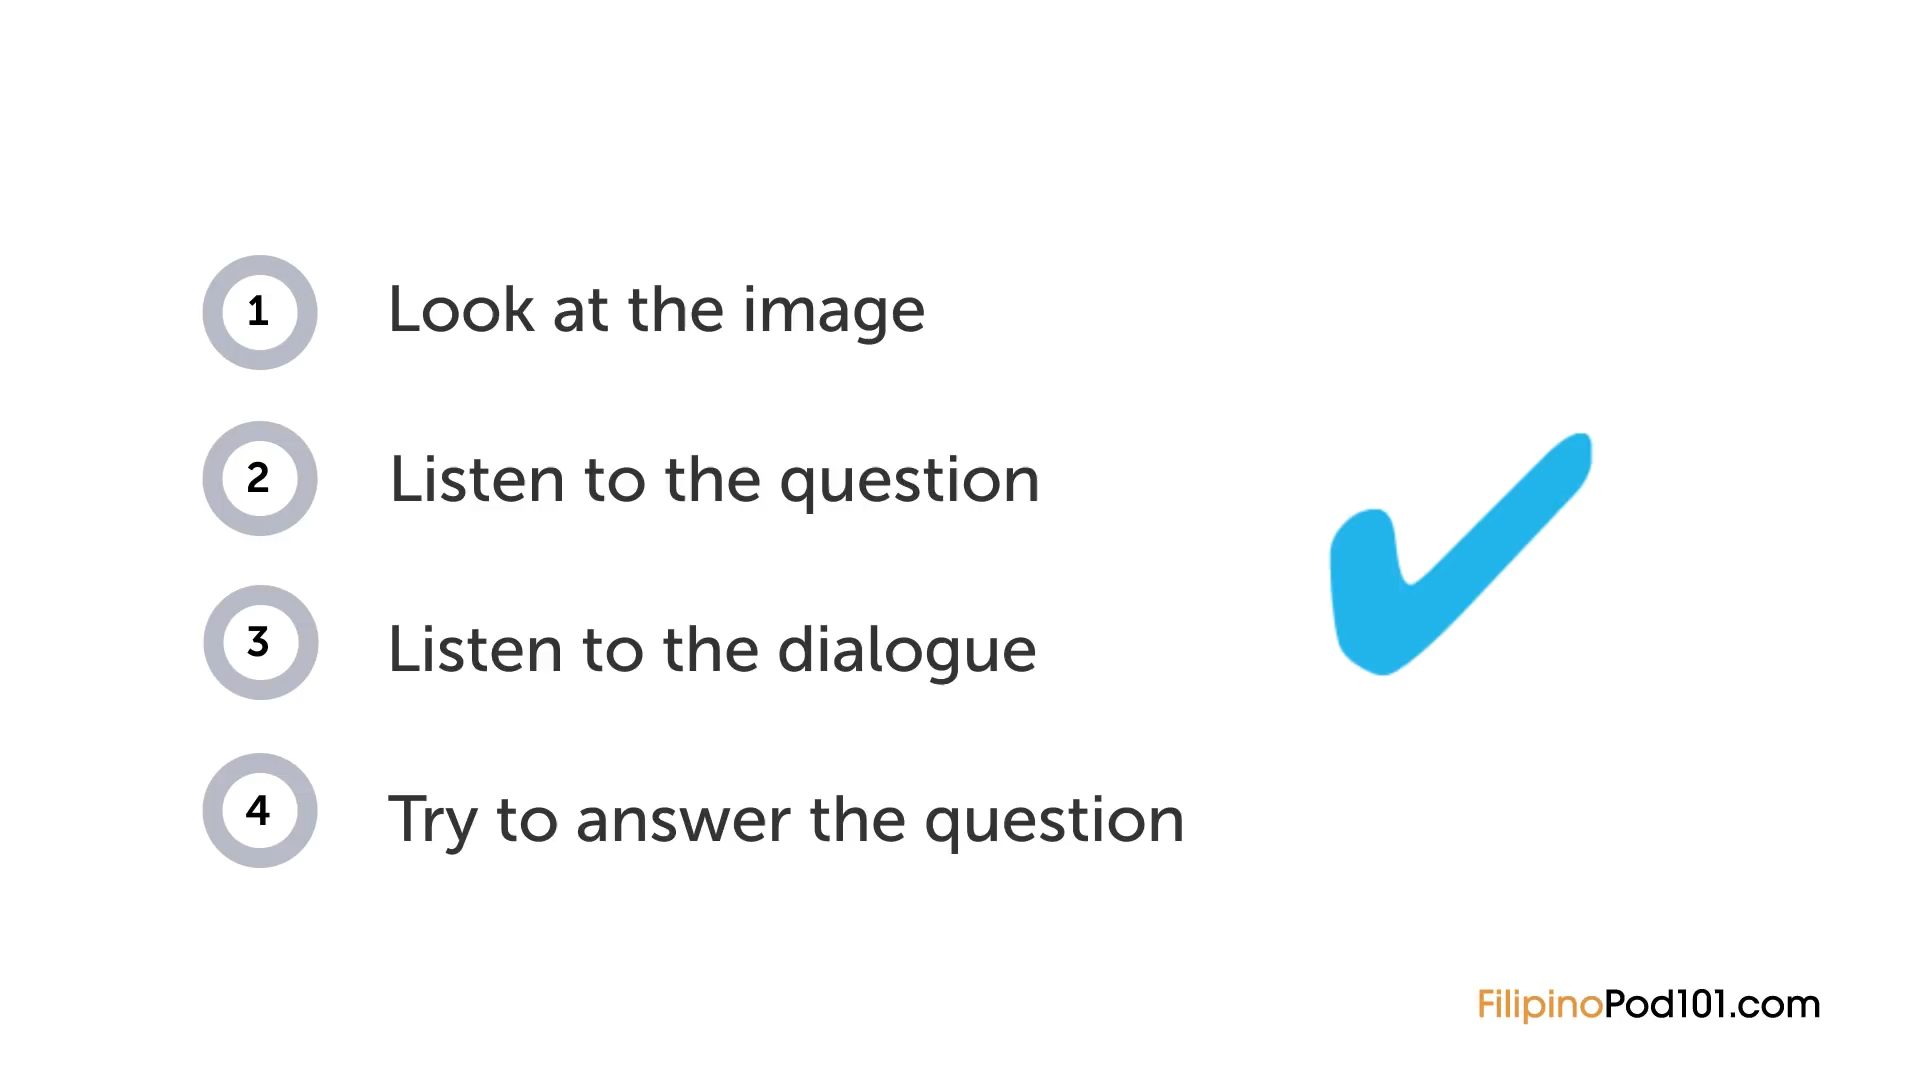 1 Look at the image
2 Listen to the question
3 Listen to the dialogue
4 Try to answer the question
FilipinoPod101.com